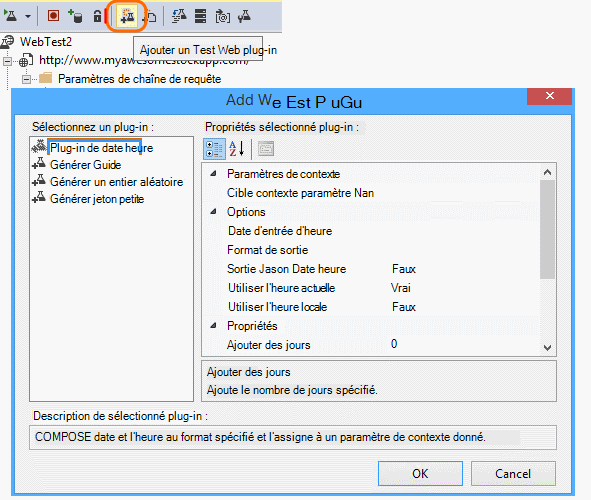 WebTest2
Ajouter un Test Web plug-in
http://www.myawesomestockapp.com/
Paramètres de chaîne de requête
Add We Est P uGu
Sélectionnez un plug-in :
Plug-in de date heure
Générer Guide
Générer un entier aléatoire
Générer jeton petite
Propriétés sélectionné plug-in :
Paramètres de contexte
Cible contexte paramètre Nan
Options
Date d'entrée d'heure
Format de sortie
Sortie Jason Date heure Faux
Utiliser l'heure actuelle Vrai
Utiliser l'heure locale Faux
Propriétés
Ajouter des jours 0
Ajouter des jours
Ajoute le nombre de jours spécifié.
Description de sélectionné plug-in :
COMPOSE date et l'heure au format spécifié et l'assigne à un paramètre de contexte donné.
OK
Cancel